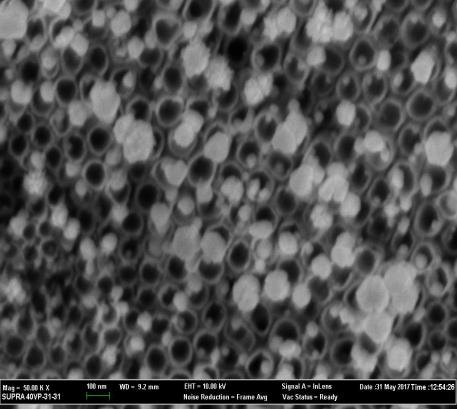 Mag = 50.00 K X 100 nm WD = 9.2 mm EHT = 10.00 kV Signal A = InLens Date :31 May 2017 Time :12:54:26
SUPRA 40VP-31-31 Noise Reduction = Frame Avg Vac Status = Ready